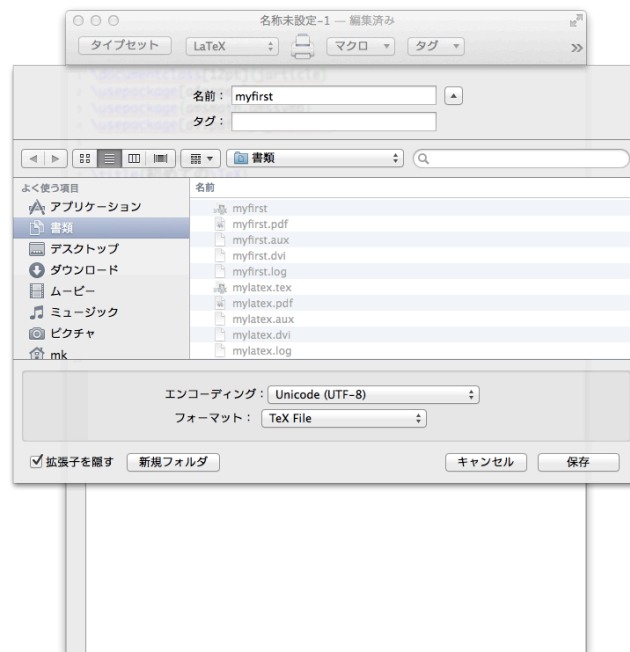 名称未設定-1 — 編集済み
タイプセット LaTeX マクロ タグ
名前： myfirst
タグ：
書類
よく使う項目 名前
アプリケーション
書類
デスクトップ
ダウンロード
ムービー
ミュージック
ピクチャ
mk
myfirst
myfirst.pdf
myfirst.aux
myfirst.dvi
myfirst.log
mylatex.tex
mylatex.pdf
mylatex.aux
mylatex.dvi
mylatex.log
エンコーディング： Unicode (UTF-8)
フォーマット： TeX File
拡張子を隠す 新規フォルダ キャンセル 保存